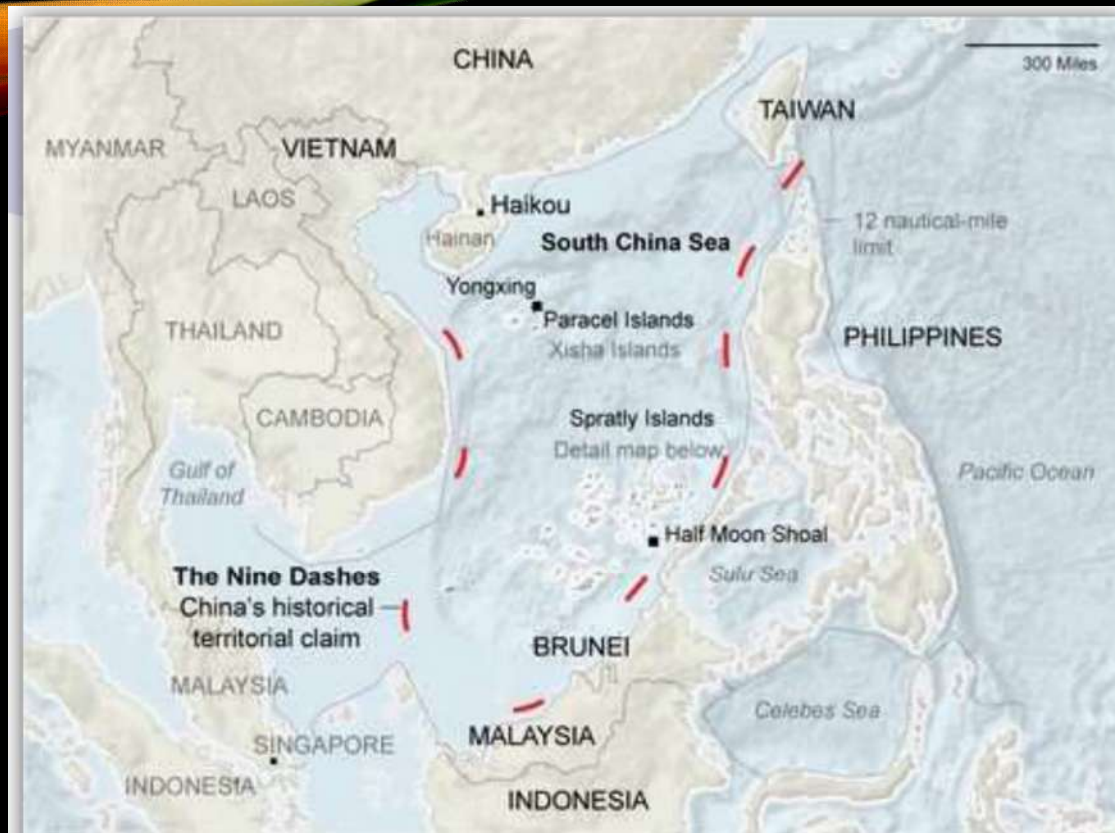 CHINA
300 Miles
TAIWAN
MYANMAR
VIETNAM
LAOS
Haikou
Hainan
South China Sea
12 nautical-mile
limit
Yongxing
Paracel Islands
Xisha Islands
THAILAND
PHILIPPINES
CAMBODIA
Spratly Islands
Detail map below
Gulf of
Thailand
Pacific Ocean
Half Moon Shoal
Sulu Sea
The Nine Dashes
China's historical
territorial claim
BRUNEI
MALAYSIA
Celebes Sea
SINGAPORE
MALAYSIA
INDONESIA
INDONESIA